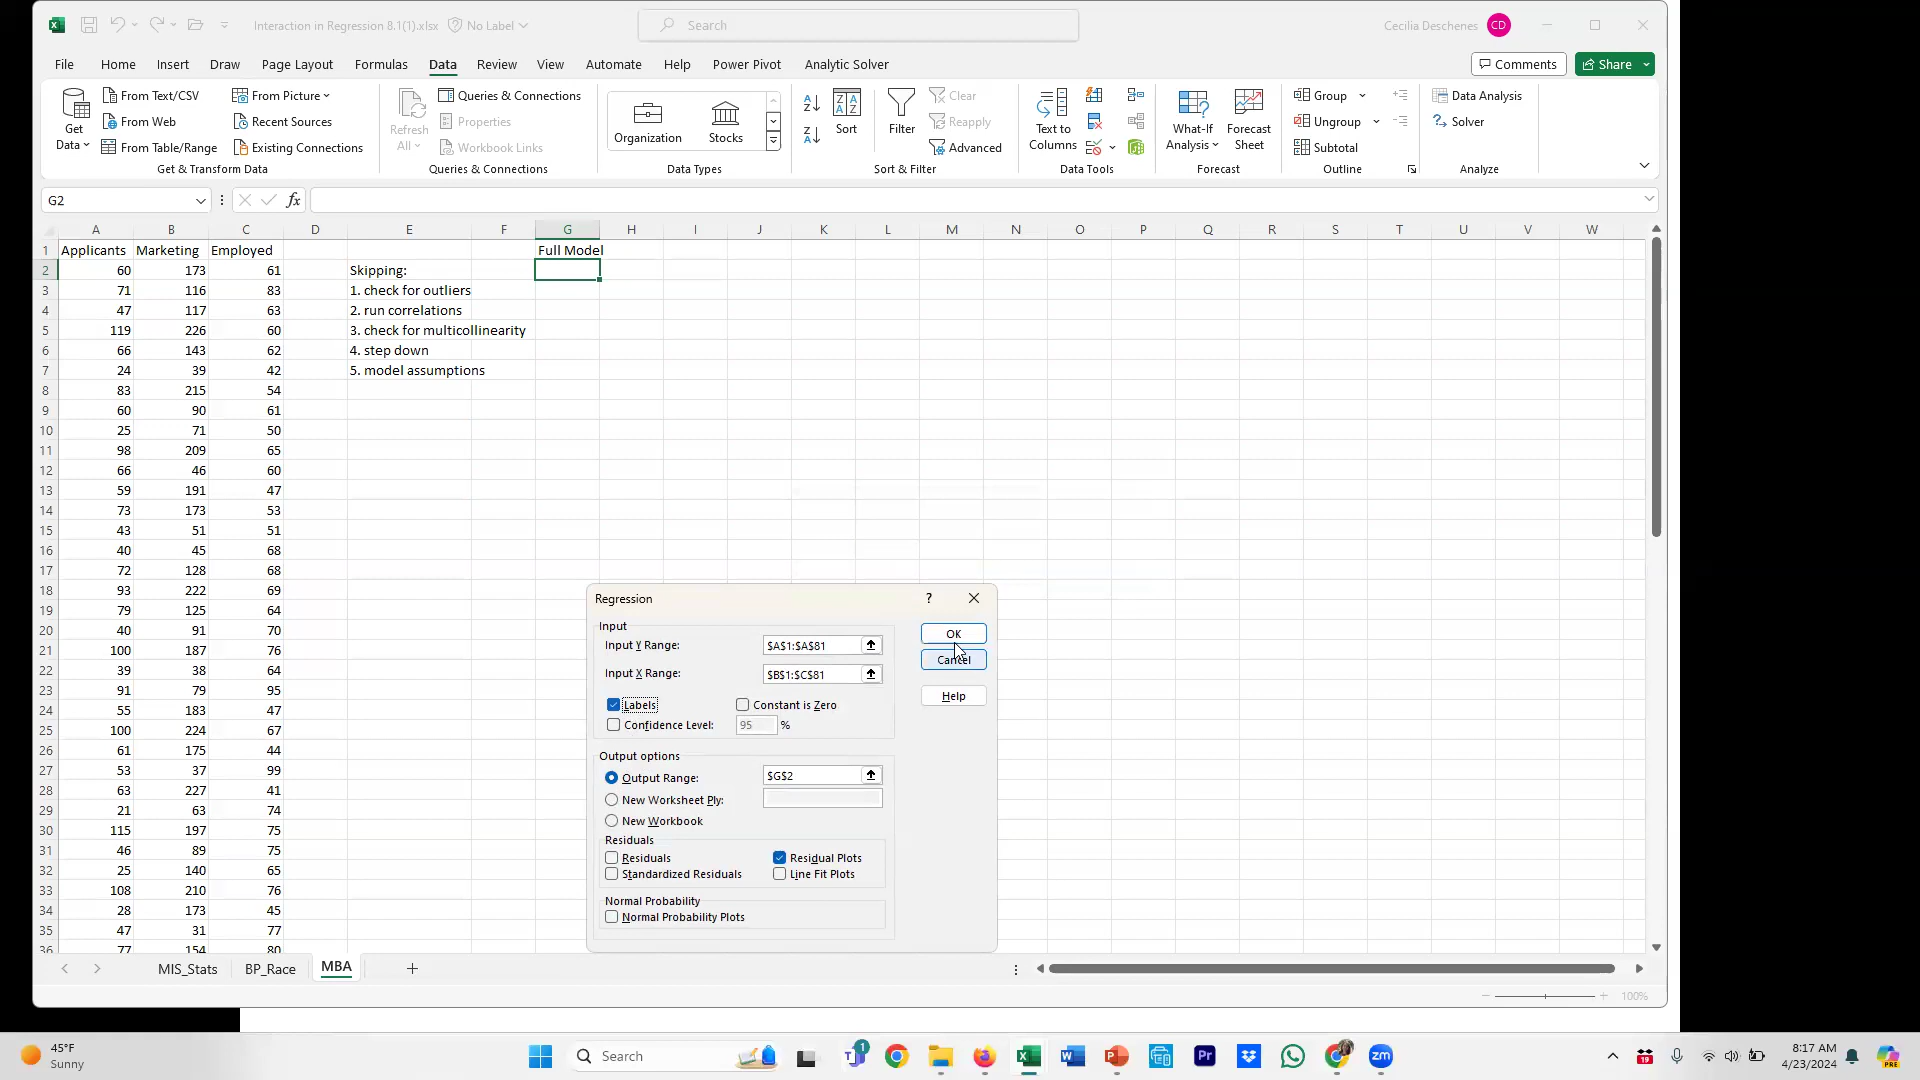 Interaction in Regression 8.1(1).xlsx No Label Search Cecilia Deschenes CD
File Home Insert Draw Page Layout Formulas Data Review View Automate Help Power Pivot Analytic Solver Comments Share
Get Data From Text/CSV From Picture Refresh All Queries & Connections Organization Stocks Sort Filter Clear Text to Columns What-If Analysis Forecast Sheet Group Data Analysis
From Web Recent Sources Properties Reapply Ungroup Solver
From Table/Range Existing Connections Workbook Links Advanced Subtotal
Get & Transform Data Queries & Connections Data Types Sort & Filter Data Tools Forecast Outline Analyze
G2 fx
A B C D E F G H I J K L M N O P Q R S T U V W
1 Applicants Marketing Employed Full Model
2 60 173 61 Skipping:
3 71 116 83 1. check for outliers
4 47 117 63 2. run correlations
5 119 226 60 3. check for multicollinearity
6 66 143 62 4. step down
7 24 39 42 5. model assumptions
8 83 215 54
9 60 90 61
10 25 71 50
11 98 209 65
12 66 46 60
13 59 191 47
14 73 173 53
15 43 51 51
16 40 45 68
17 72 128 68
18 93 222 69
19 79 125 64
20 40 91 70
21 100 187 76
22 39 38 64
23 91 79 95
24 55 183 47
25 100 224 67
26 61 175 44
27 53 37 99
28 63 227 41
29 21 63 74
30 115 197 75
31 46 89 75
32 25 140 65
33 108 210 76
34 28 173 45
35 47 31 77
36 77 154 80
Regression ?
Input OK
Input Y Range: $A$1:$A$81
Cancel
Input X Range: $B$1:$C$81
Help
Labels Constant is Zero
Confidence Level: 95 %
Output options
Output Range: $G$2
New Worksheet Ply:
New Workbook
Residuals
Residuals Residual Plots
Standardized Residuals Line Fit Plots
Normal Probability
Normal Probability Plots
MIS_Stats BP_Race MBA
100%
45°F
Sunny
Search
1
Pr
zm
19
8:17 AM
4/23/2024
PRE